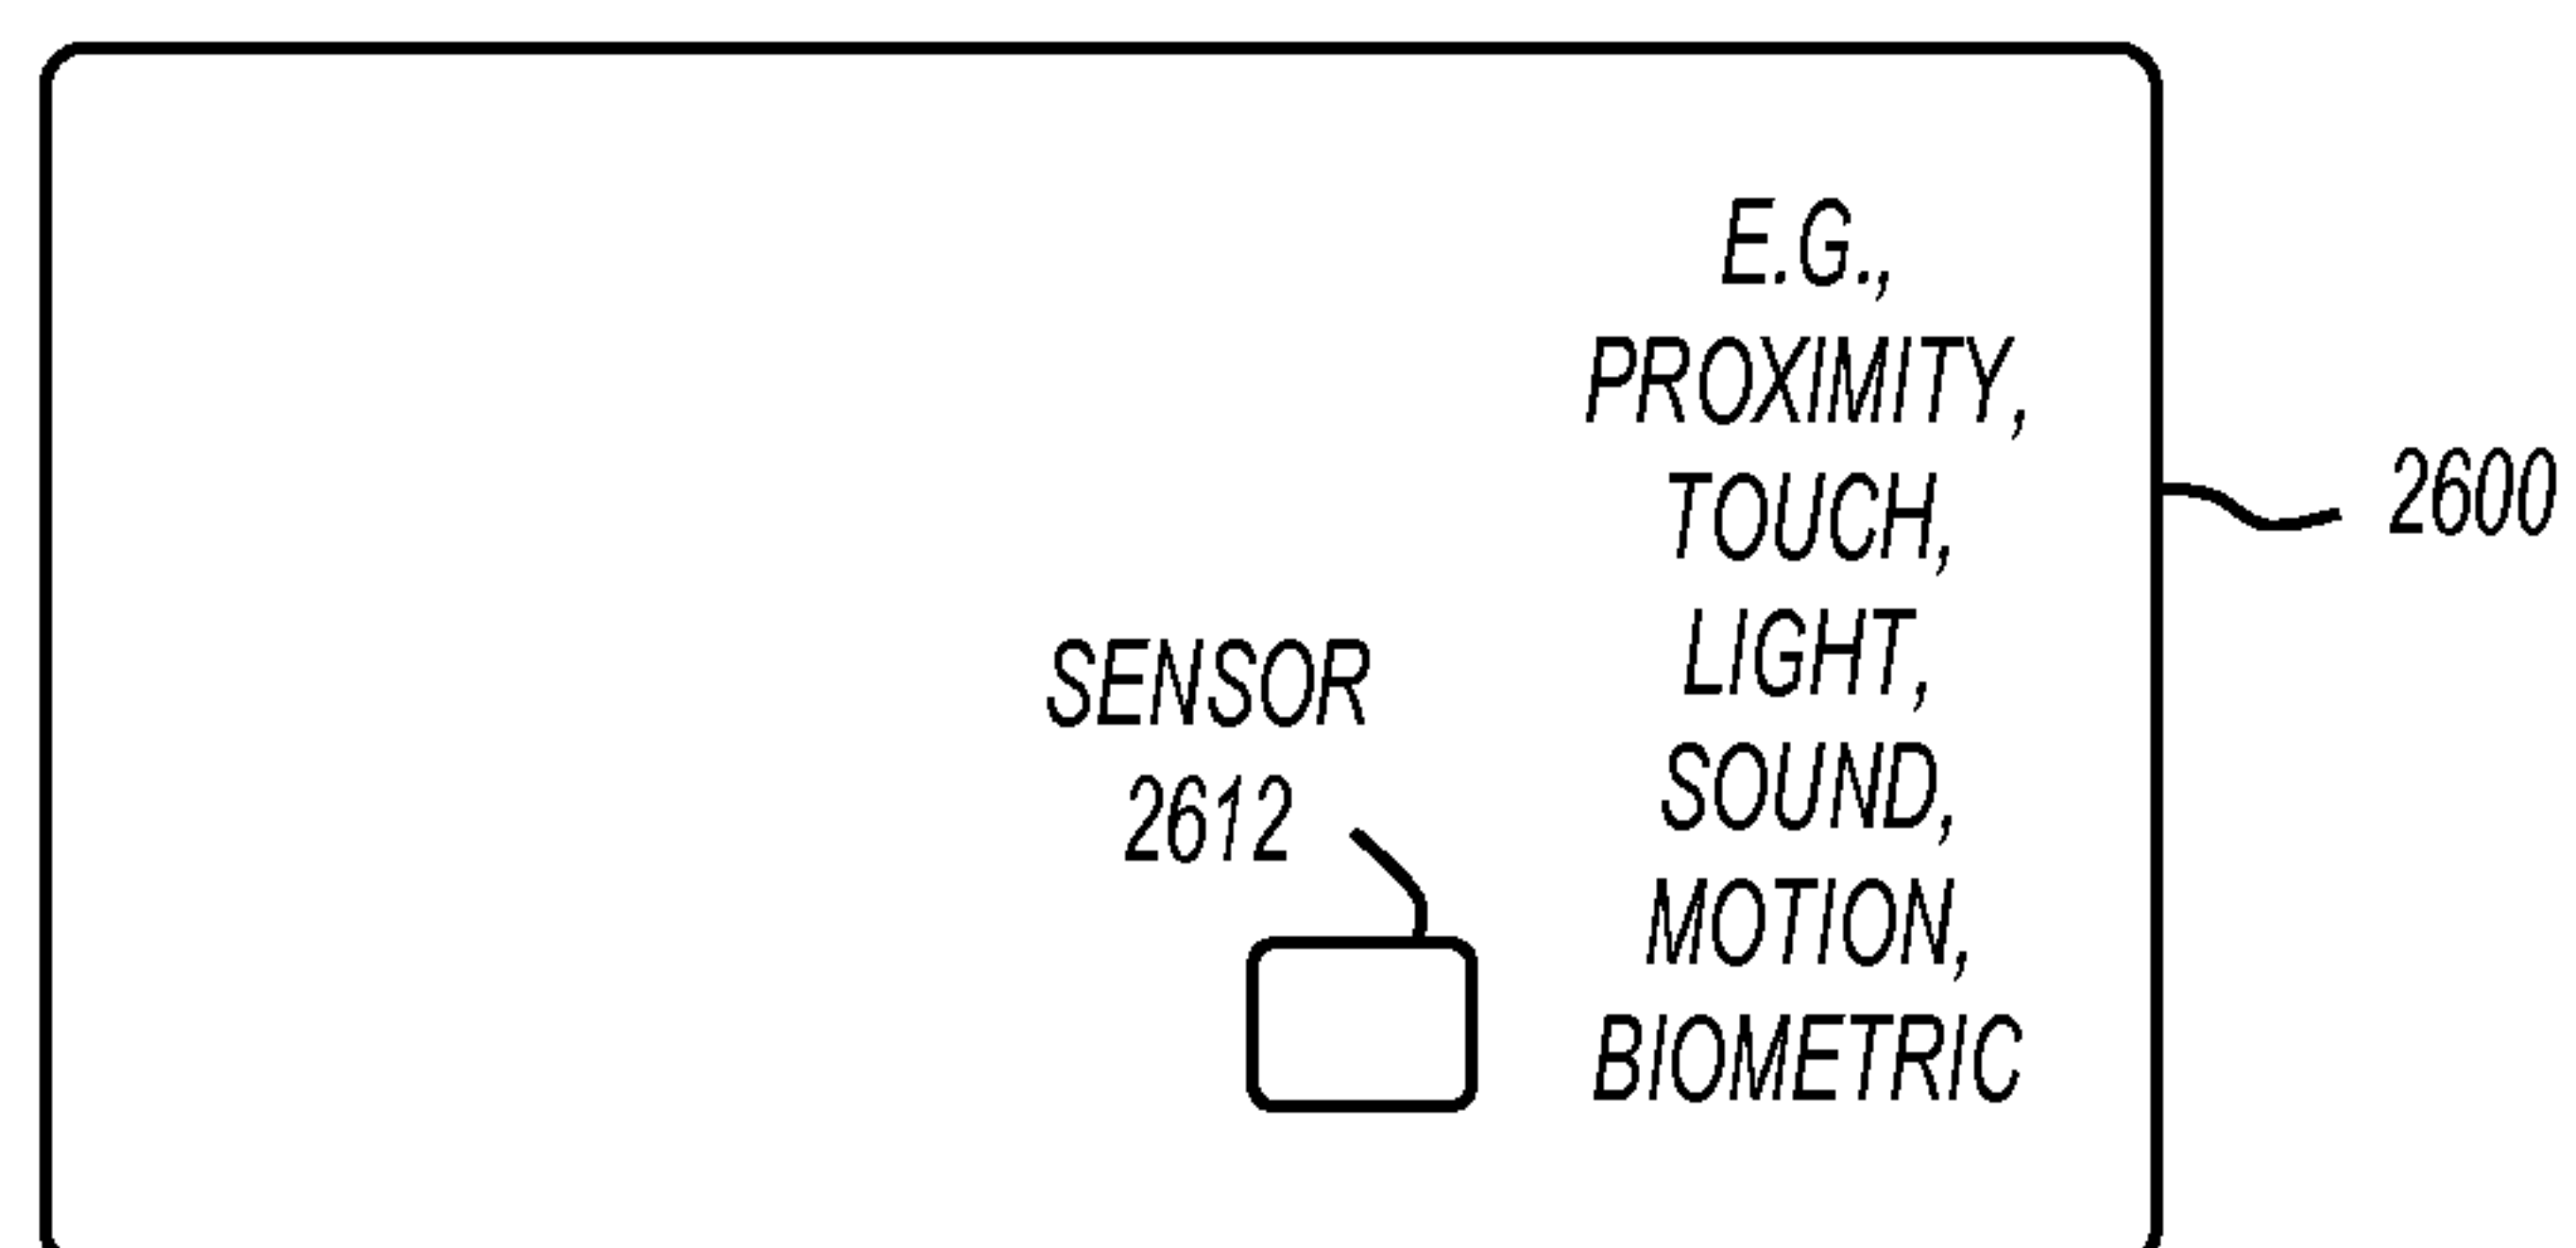 SENSOR
2612
E.G.,
PROXIMITY,
TOUCH,
LIGHT,
SOUND,
MOTION,
BIOMETRIC
2600